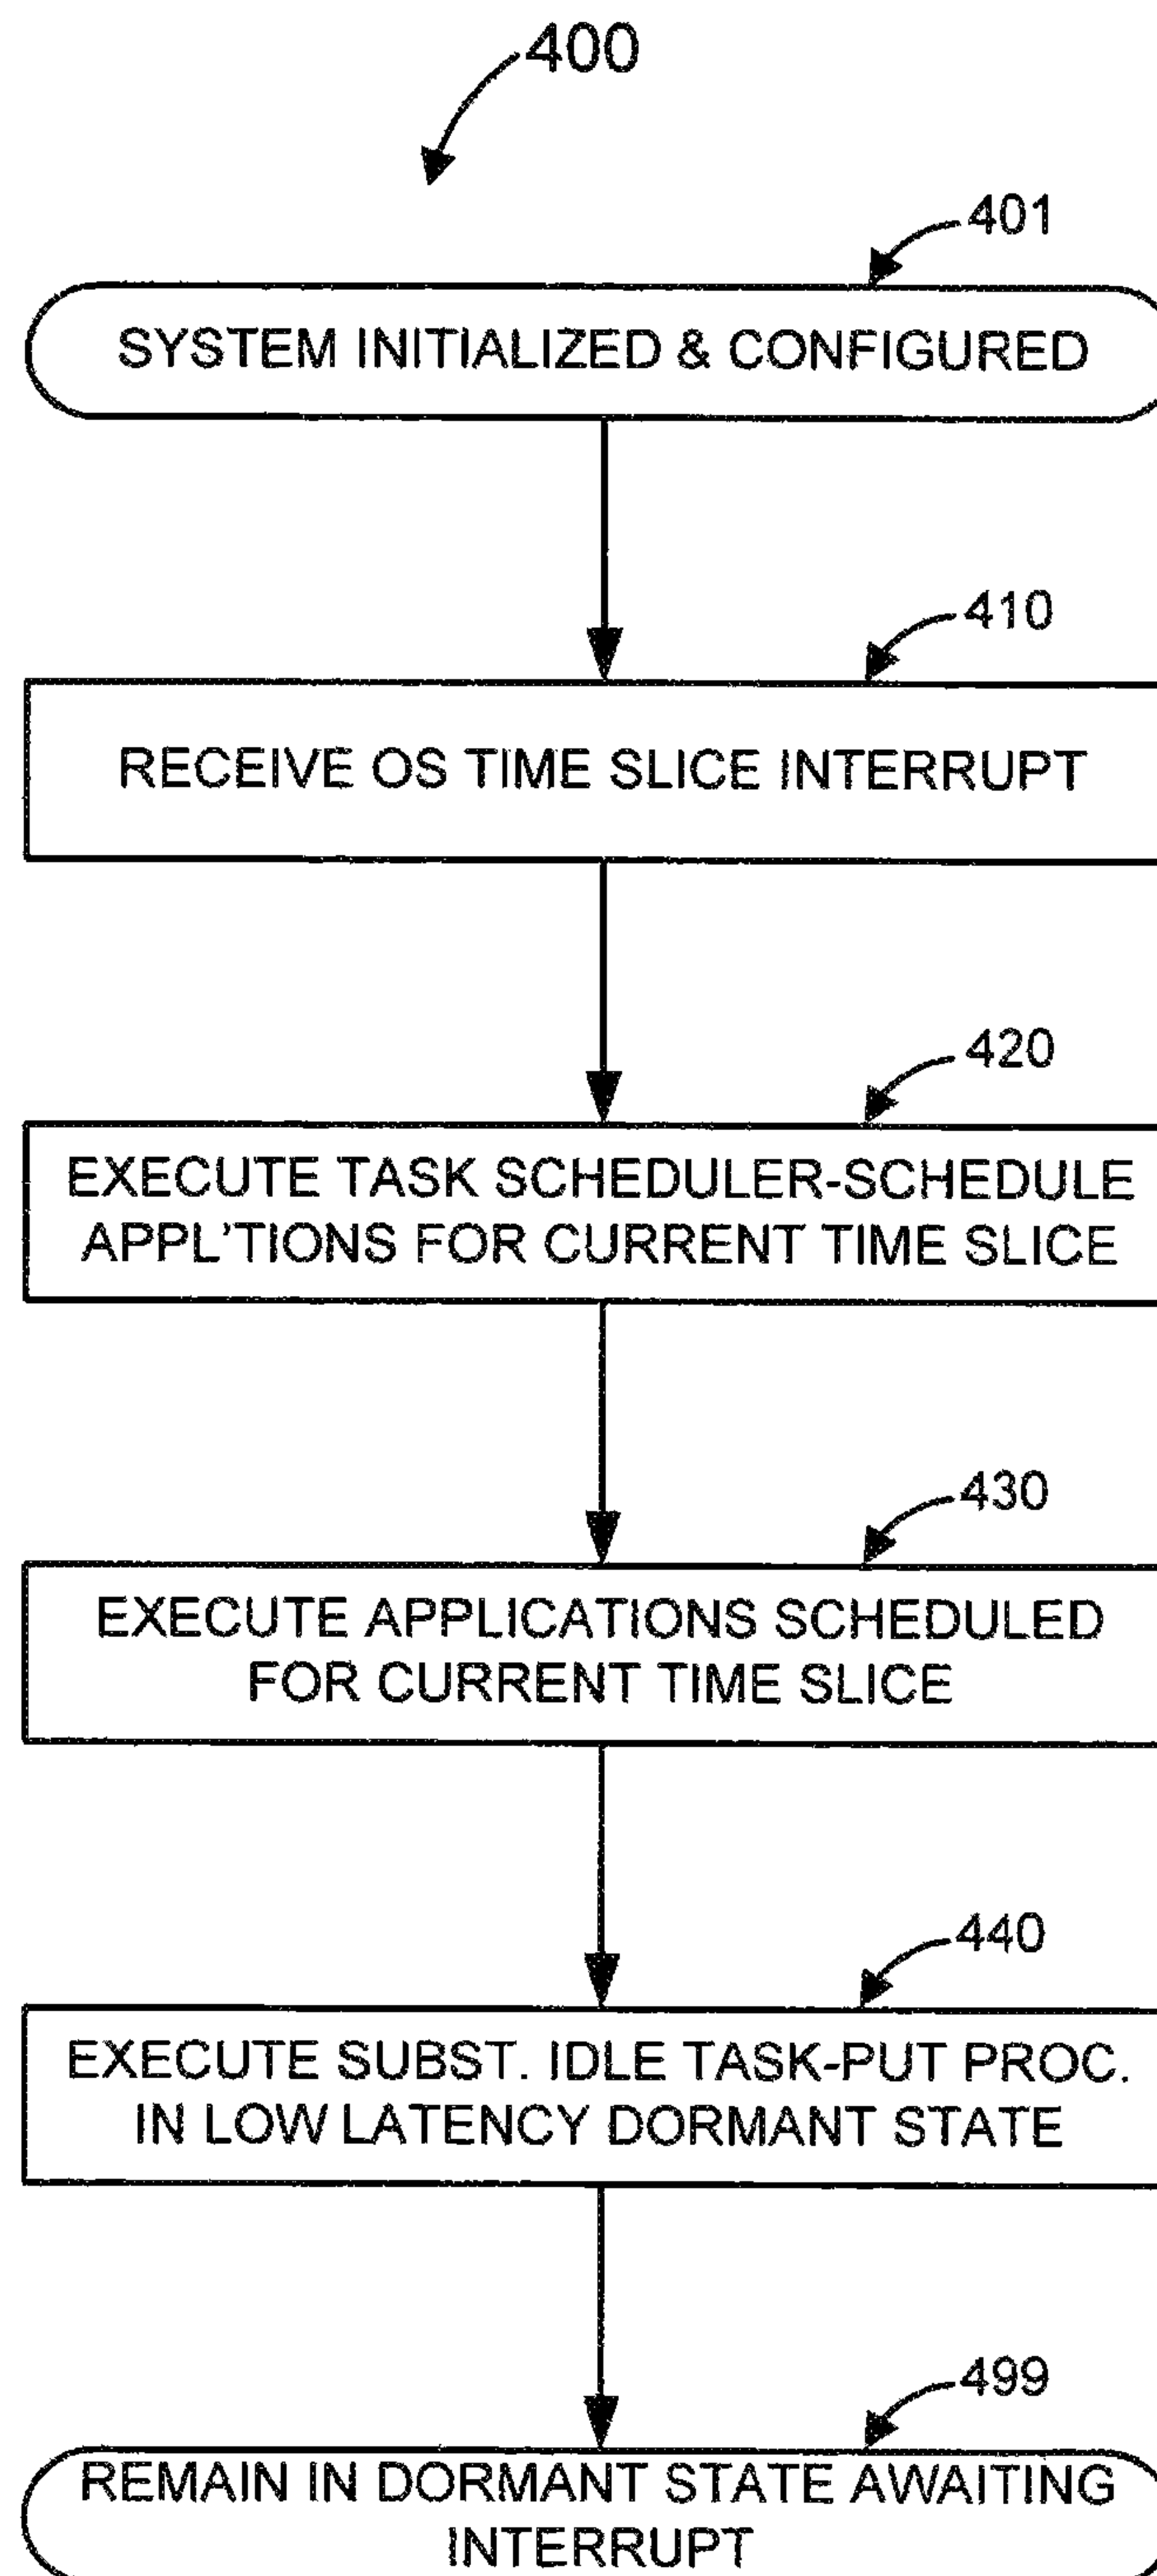 400
401
SYSTEM INITIALIZED & CONFIGURED
410
RECEIVE OS TIME SLICE INTERRUPT
420
EXECUTE TASK SCHEDULER-SCHEDULE
APPL'TIONS FOR CURRENT TIME SLICE
430
EXECUTE APPLICATIONS SCHEDULED
FOR CURRENT TIME SLICE
440
EXECUTE SUBST. IDLE TASK-PUT PROC.
IN LOW LATENCY DORMANT STATE
499
REMAIN IN DORMANT STATE AWAITING
INTERRUPT